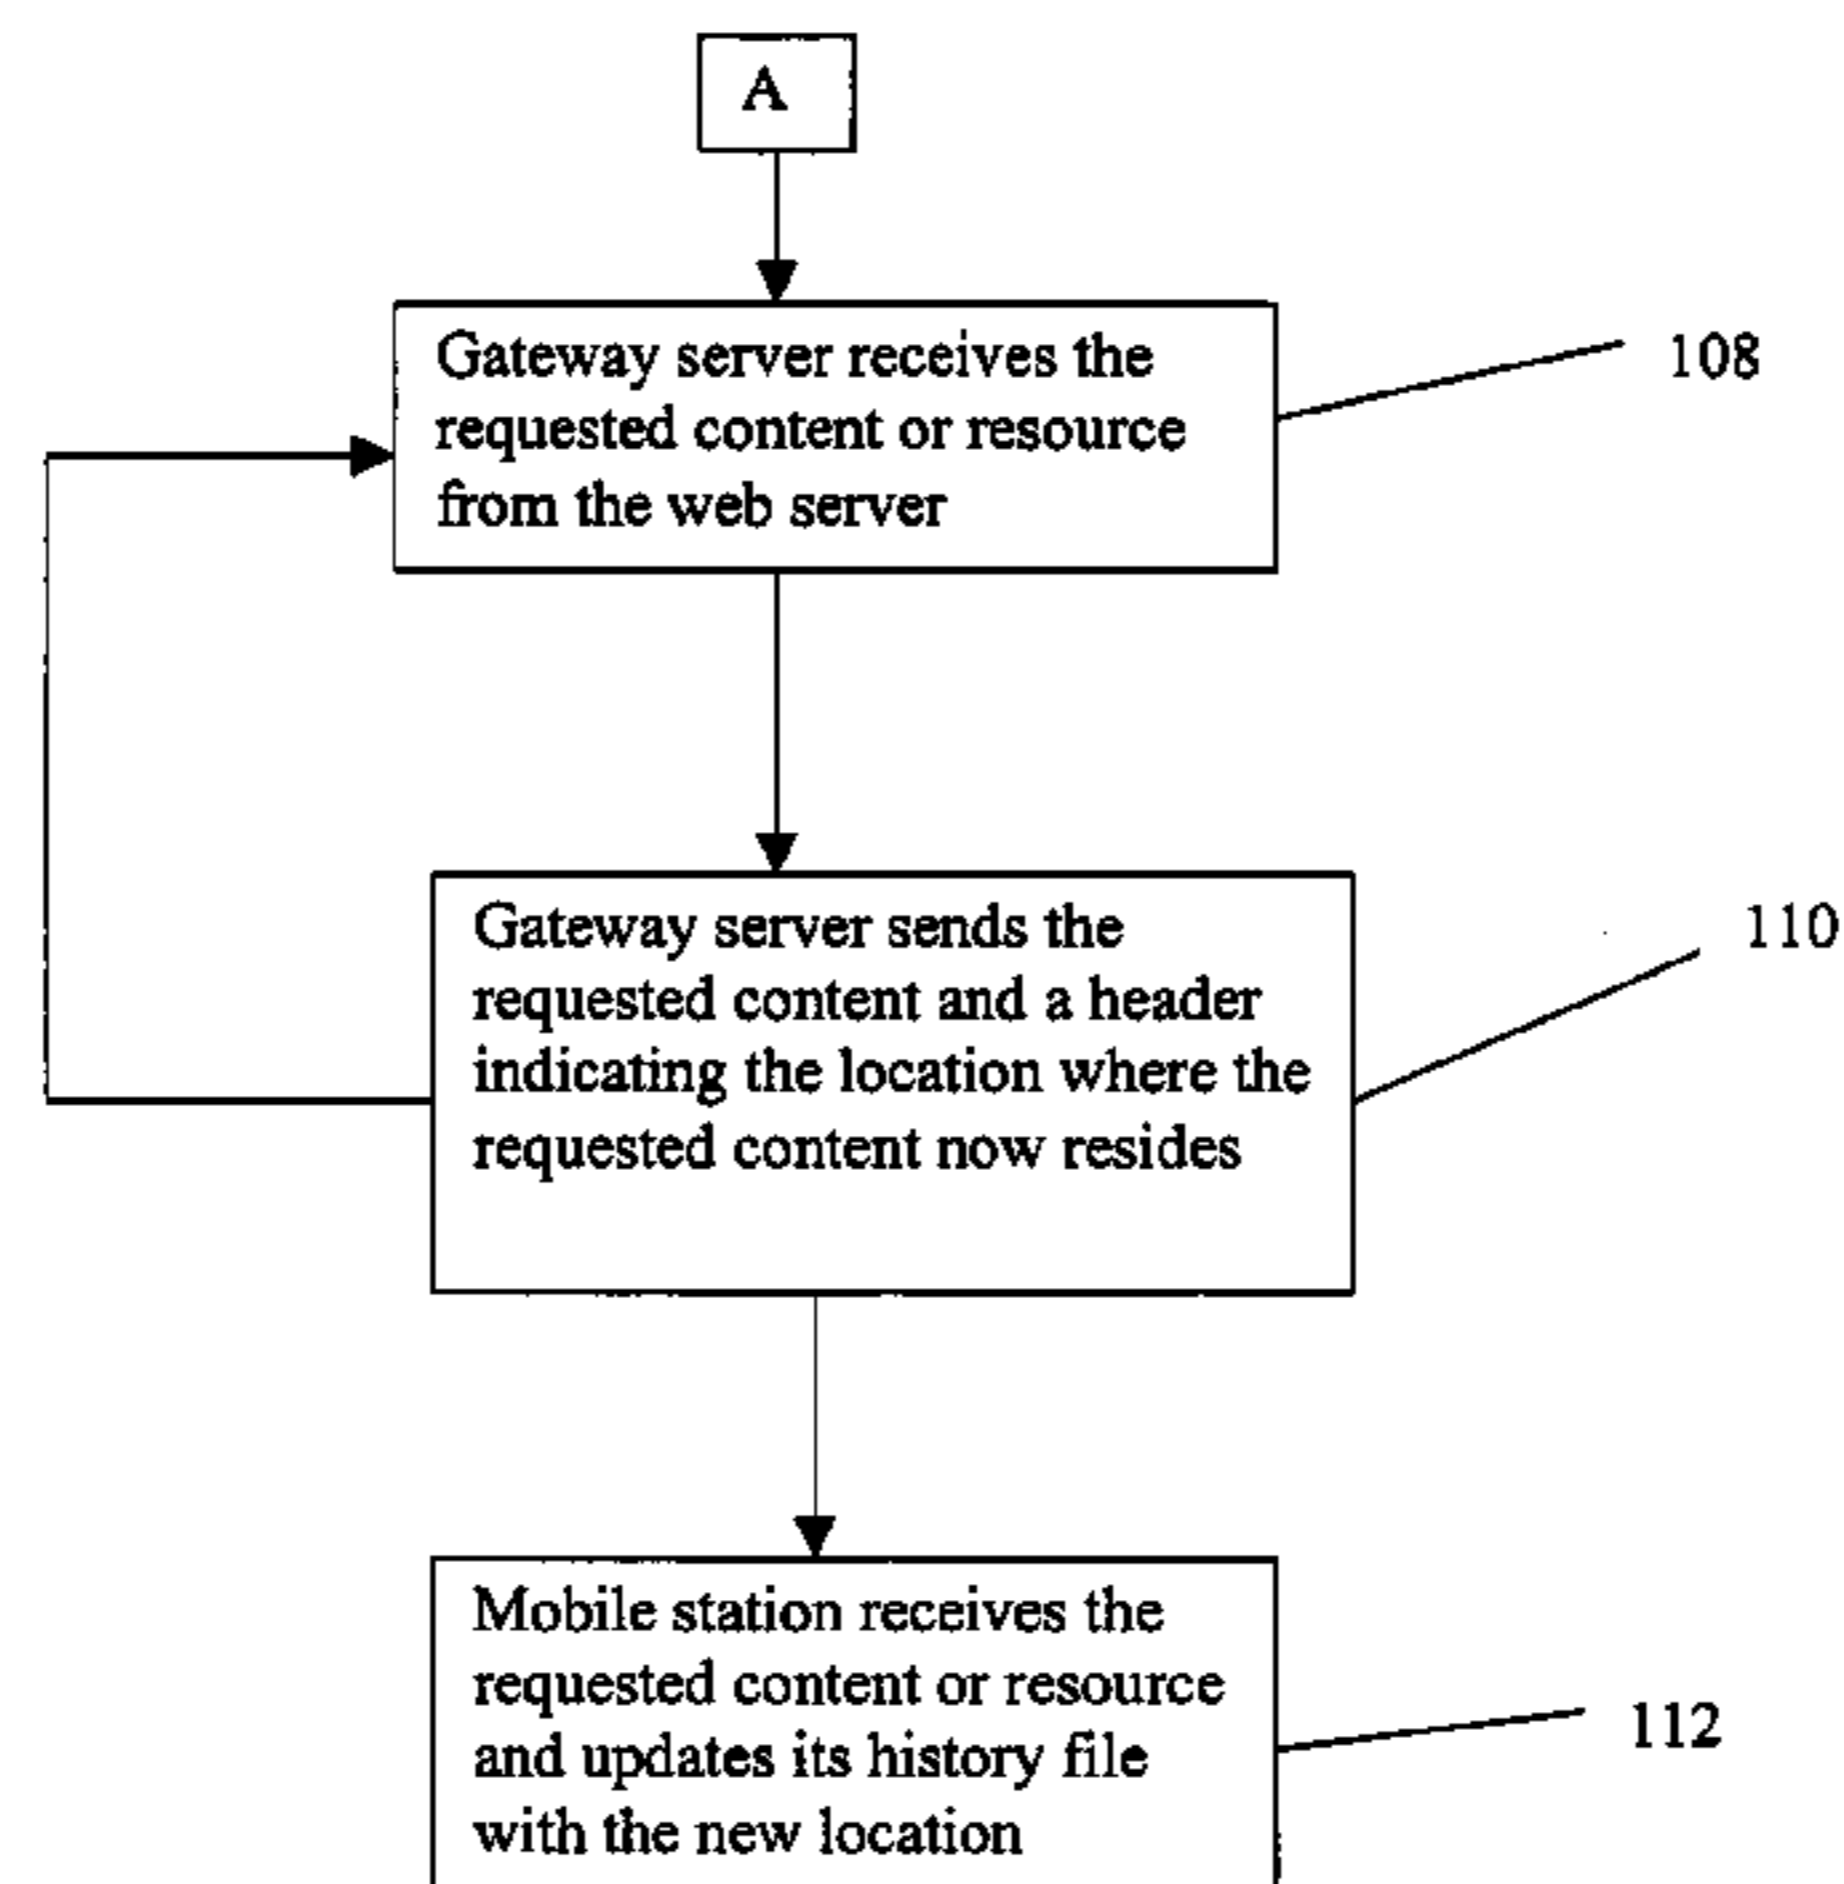 A
Gateway server receives the
requested content or resource
from the web server
108
Gateway server sends the
requested content and a header
indicating the location where the
requested content now resides
110
Mobile station receives the
requested content or resource
and updates its history file
with the new location
112